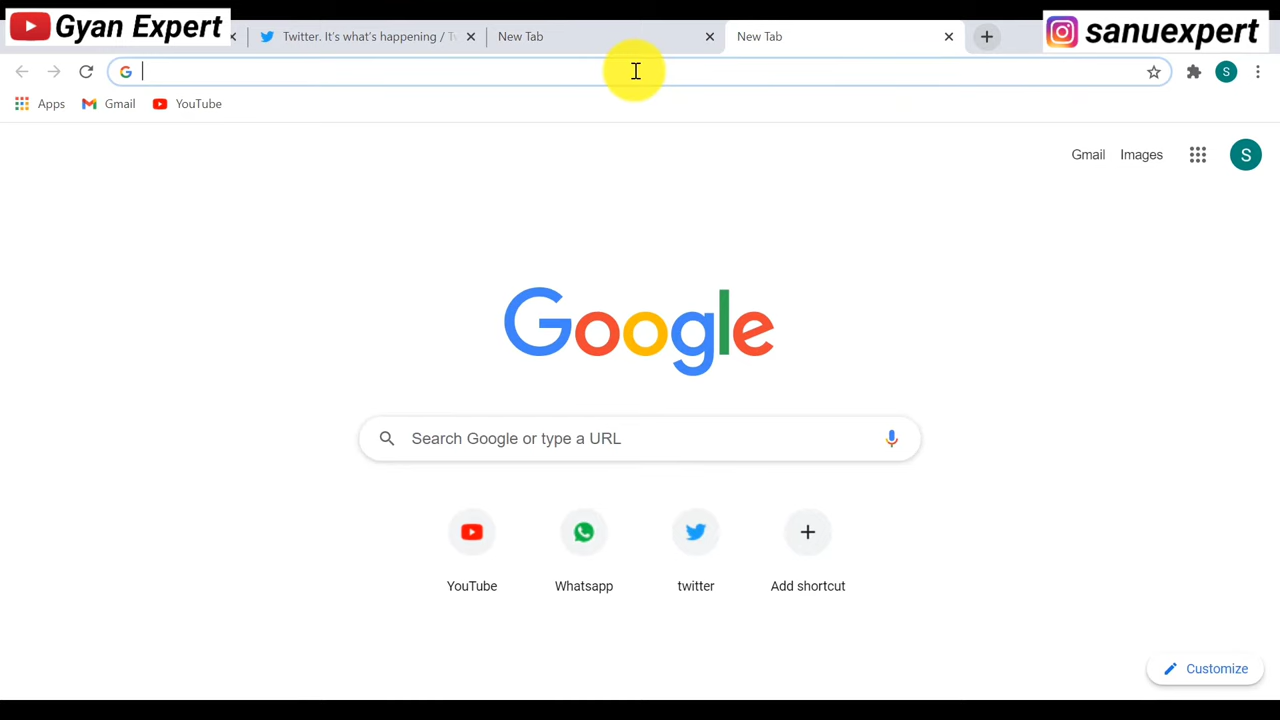 Gyan Expert
sanuexpert
Twitter. It's what's happening / Tw
New Tab
New Tab
Apps
Gmail
YouTube
S
Gmail
Images
S
Google
Search Google or type a URL
YouTube
Whatsapp
twitter
Add shortcut
Customize